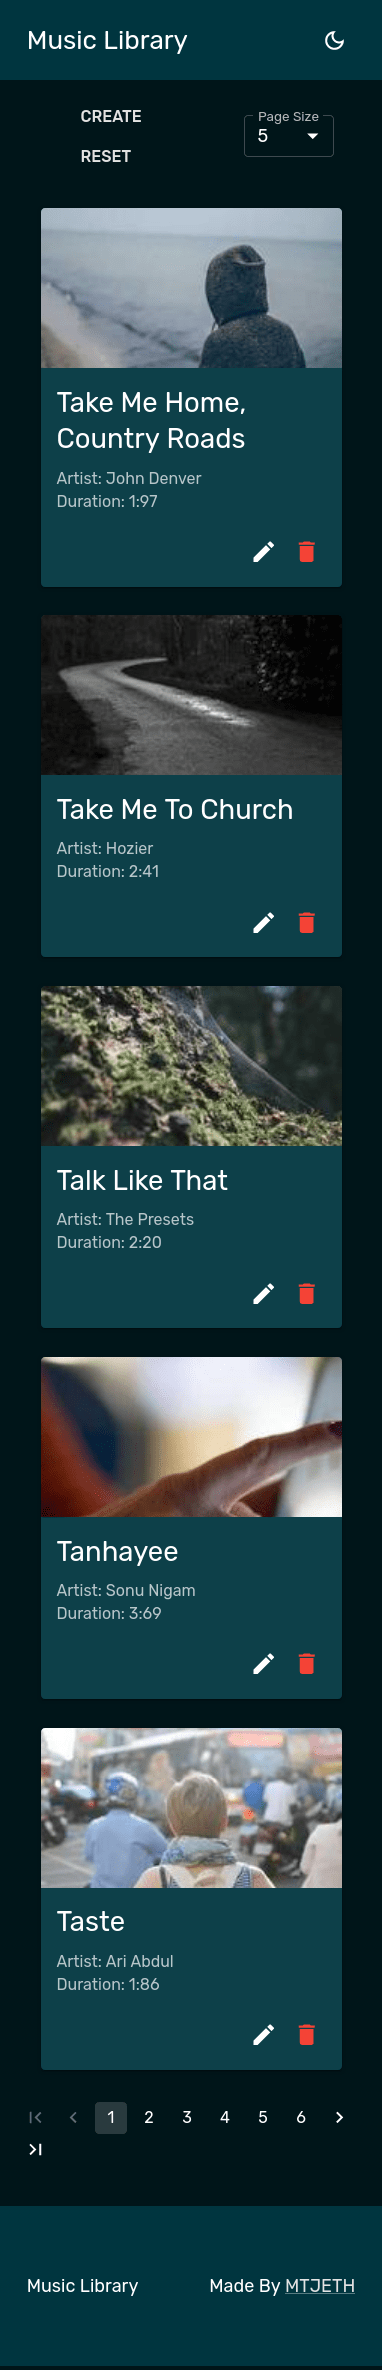 Music Library
CREATE
RESET
Page Size
5
Take Me Home,
Country Roads
Artist: John Denver
Duration: 1:97
Take Me To Church
Artist: Hozier
Duration: 2:41
Talk Like That
Artist: The Presets
Duration: 2:20
Tanhayee
Artist: Sonu Nigam
Duration: 3:69
Taste
Artist: Ari Abdul
Duration: 1:86
1 2 3 4 5 6
Music Library Made By MTJETH